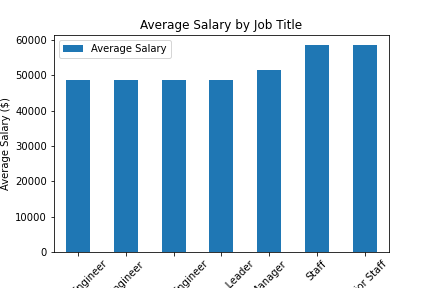 Average Salary by Job Title
Average Salary
60000
50000
40000
30000
20000
10000
0
Average Salary ($)
Engineer
Engineer
Engineer
Leader
Manager
Staff
Staff